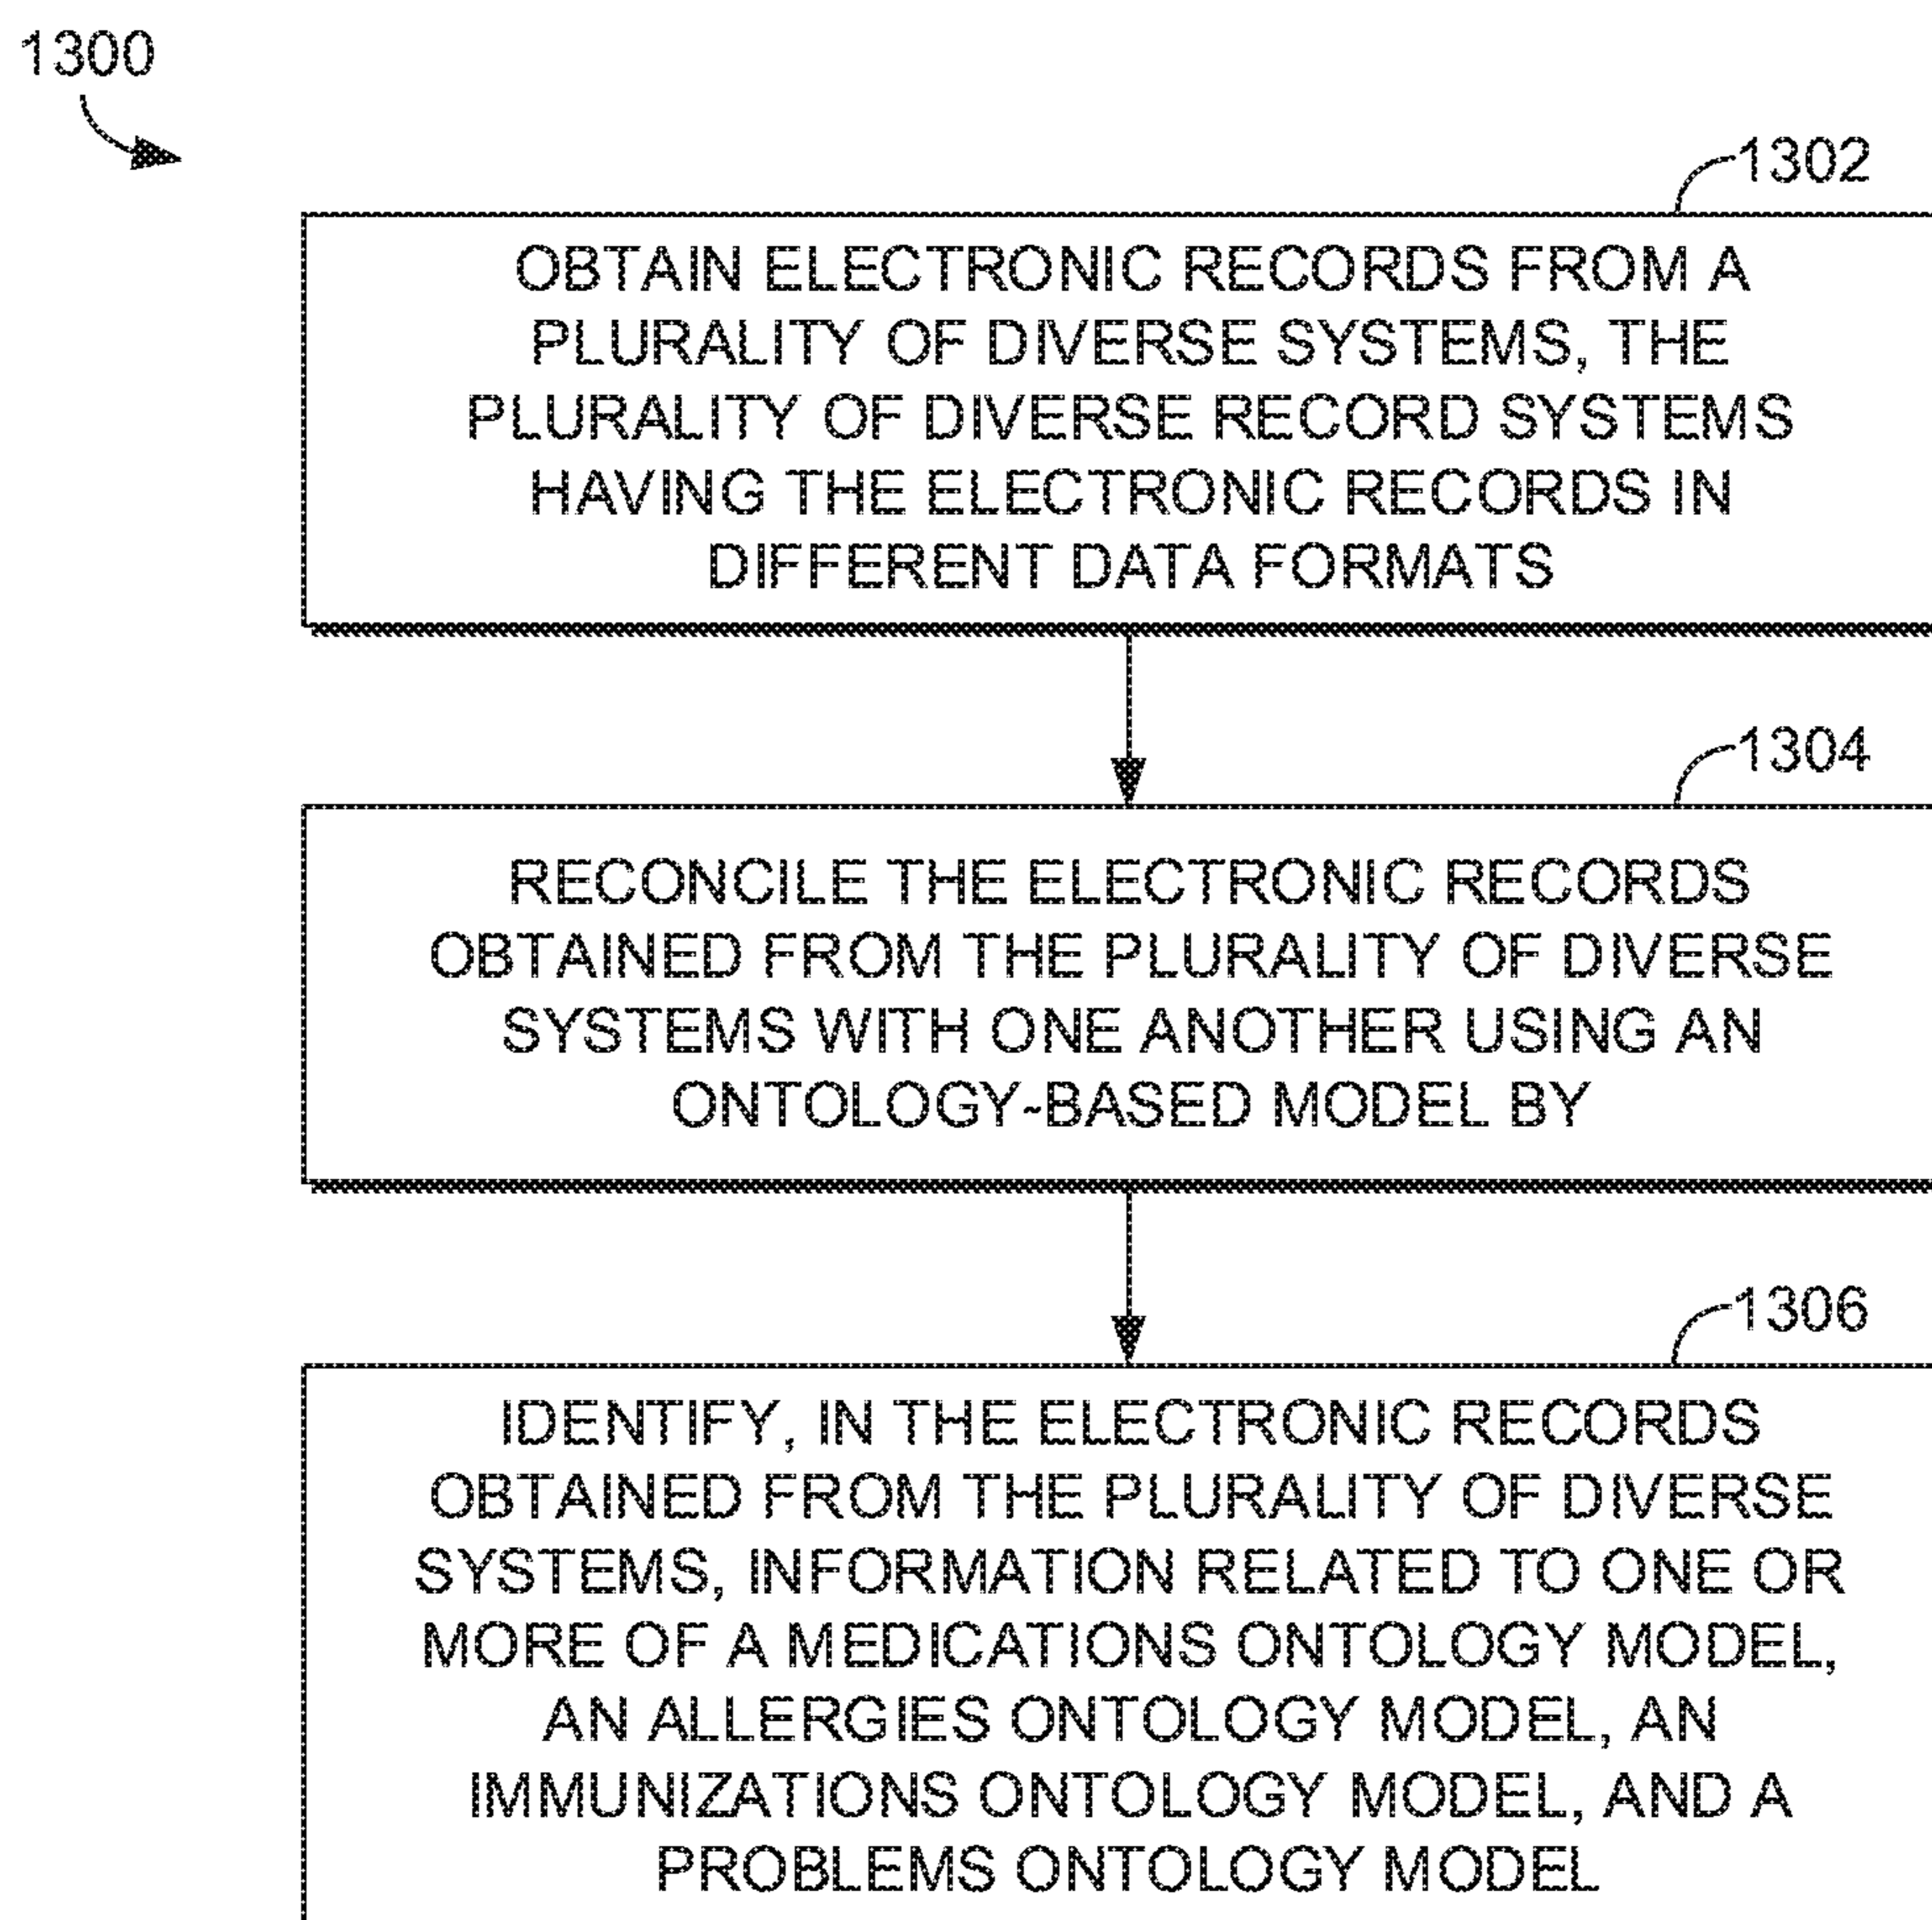 1300
1302
OBTAIN ELECTRONIC RECORDS FROM A
PLURALITY OF DIVERSE SYSTEMS, THE
PLURALITY OF DIVERSE RECORD SYSTEMS
HAVING THE ELECTRONIC RECORDS IN
DIFFERENT DATA FORMATS
1304
RECONCILE THE ELECTRONIC RECORDS
OBTAINED FROM THE PLURALITY OF DIVERSE
SYSTEMS WITH ONE ANOTHER USING AN
ONTOLOGY-BASED MODEL BY
1306
IDENTIFY, IN THE ELECTRONIC RECORDS
OBTAINED FROM THE PLURALITY OF DIVERSE
SYSTEMS, INFORMATION RELATED TO ONE OR
MORE OF A MEDICATIONS ONTOLOGY MODEL,
AN ALLERGIES ONTOLOGY MODEL, AN
IMMUNIZATIONS ONTOLOGY MODEL, AND A
PROBLEMS ONTOLOGY MODEL